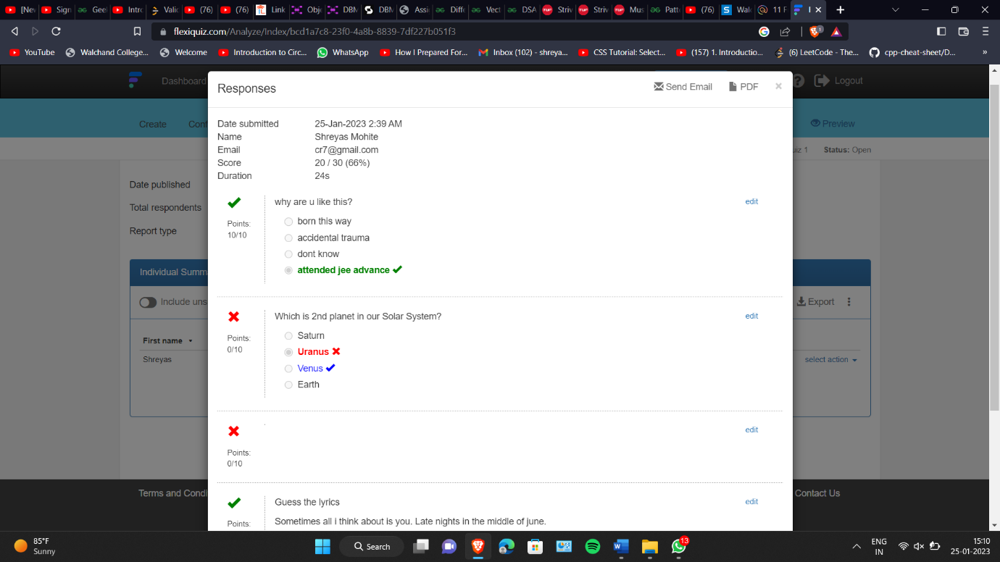 [Nev
Sign
Geel
Intro
Valic
(76)
(76)
Link
Obje
DBM
DBM
Assi
Diffe
Vect
DSA
Striv
Striv
Mus
Patte
(76)
Walc
11 F
flexiquiz.com/Analyze/Index/bcd1a7c8-23f0-4a8b-8839-7df227b051f3
YouTube
Walchand College...
Welcome
Introduction to Circ...
WhatsApp
How I Prepared For...
Inbox (102) - shreya...
CSS Tutorial: Select...
(157) 1. Introductio...
(6) LeetCode - The...
cpp-cheat-sheet/D...
»
Dashboard
Logout
Create
Conf
Preview
uiz 1
Status: Open
Responses
Send Email
PDF
Date submitted 25-Jan-2023 2:39 AM
Name Shreyas Mohite
Email cr7@gmail.com
Score 20 / 30 (66%)
Duration 24s
Date published
Total respondents
Report type
Individual Summ
Include uns
Export
First name
Shreyas
select action
why are u like this?
edit
Points:
10/10
born this way
accidental trauma
dont know
attended jee advance
Which is 2nd planet in our Solar System?
edit
Points:
0/10
Saturn
Uranus
Venus
Earth
edit
Points:
0/10
Guess the lyrics
edit
Points:
Sometimes all i think about is you. Late nights in the middle of june.
Terms and Condi
Contact Us
85°F
Sunny
Search
13
ENG
IN
15:10
25-01-2023